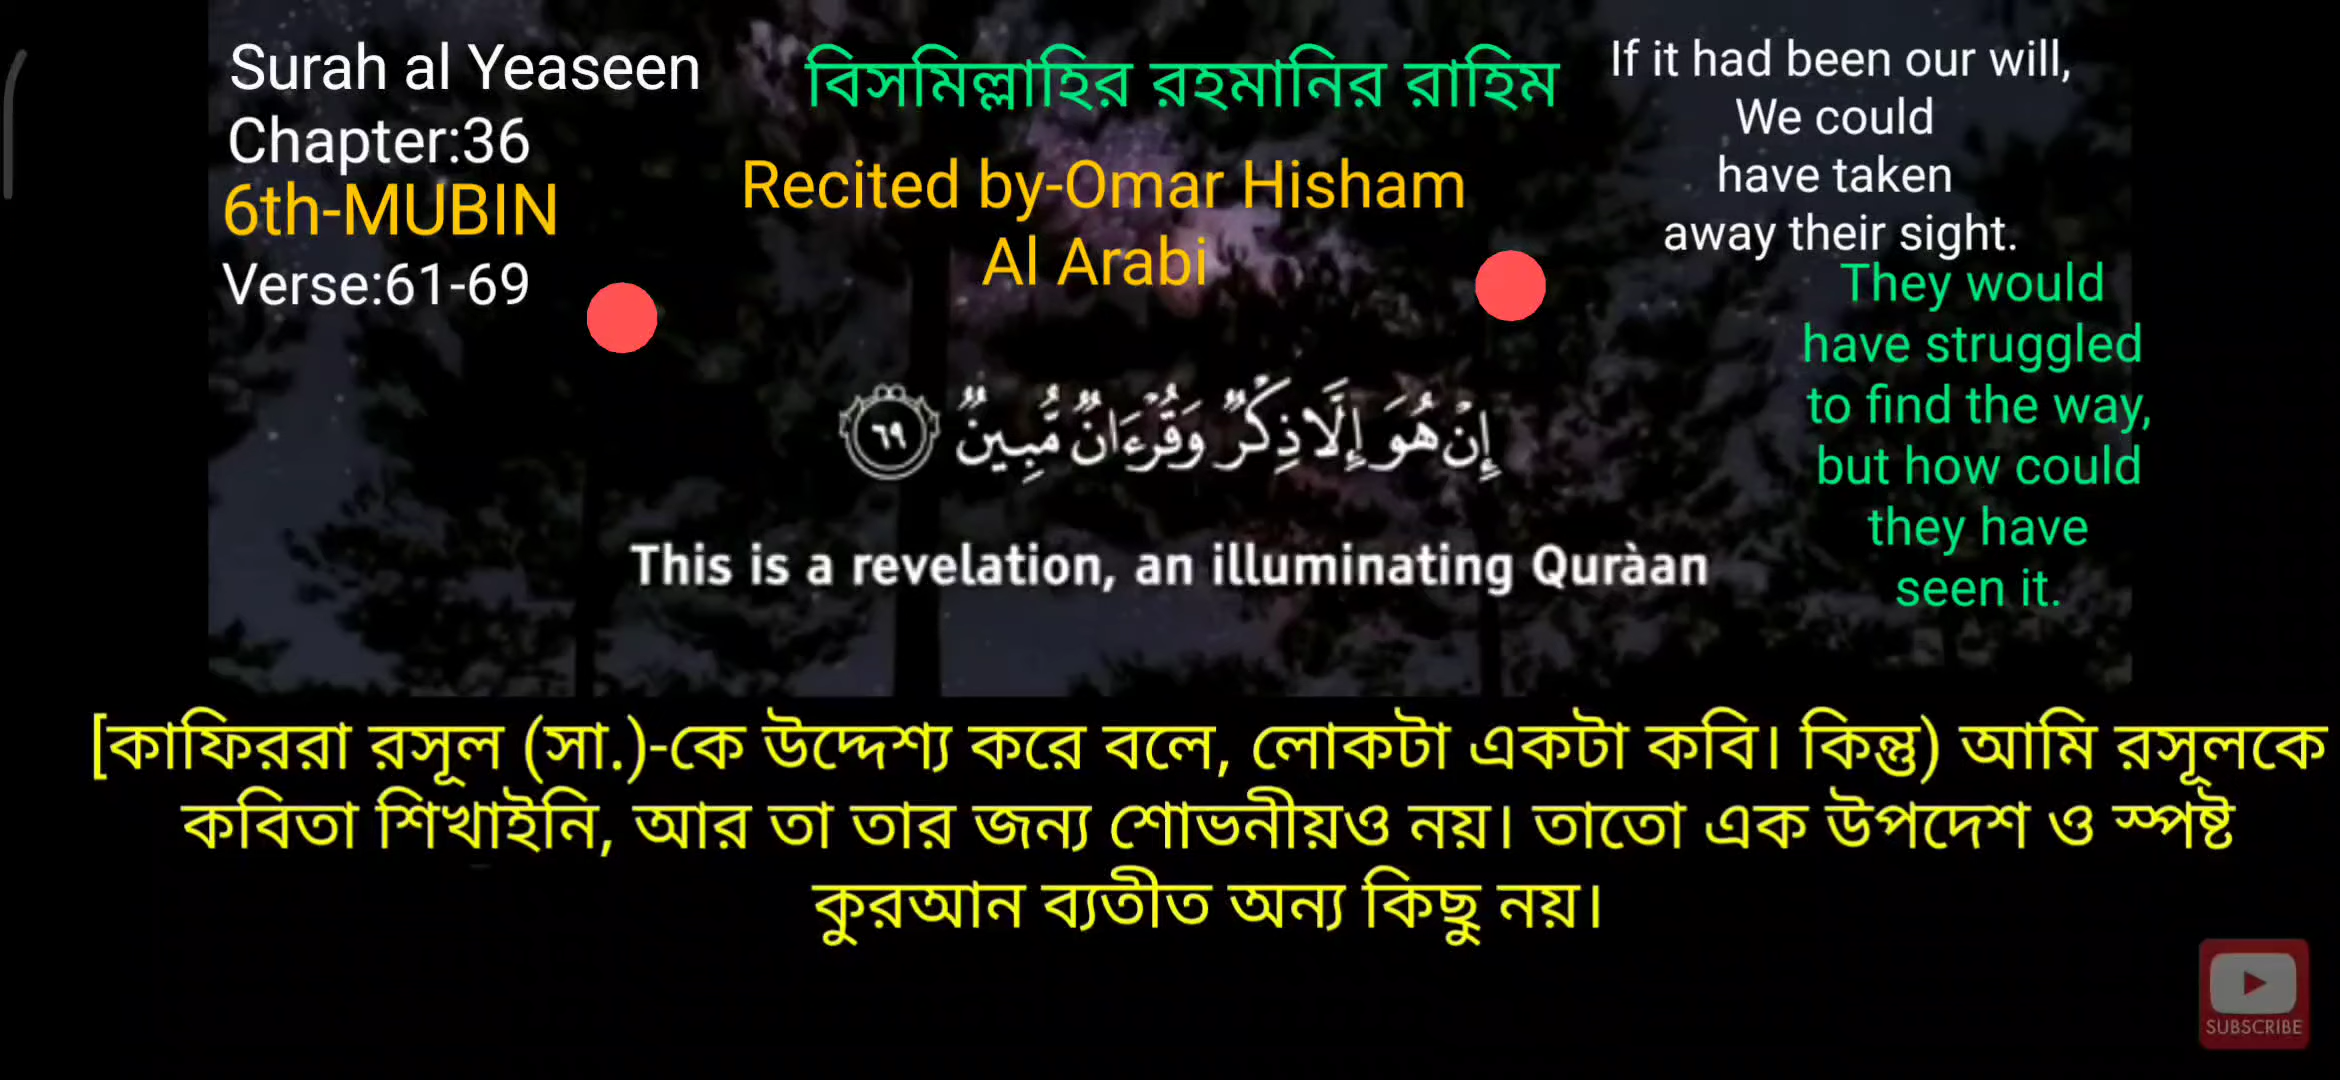 Surah al Yeaseen
Chapter:36
6th-MUBIN
Verse:61-69
বিসমিল্লাহির রহমানির রাহিম
Recited by-Omar Hisham
Al Arabi
If it had been our will,
We could
have taken
away their sight.
They would
have struggled
to find the way,
but how could
they have
seen it.
إِنْ هُوَ إِلَّا ذِكْرٌ وَقُرْءَانٌ مُّبِينٌ ٦٩
This is a revelation, an illuminating Quràan
[কাফিররা রসূল (সা.)-কে উদ্দেশ্য করে বলে, লোকটা একটা কবি। কিন্তু) আমি রসূলকে
কবিতা শিখাইনি, আর তা তার জন্য শোভনীয়ও নয়। তাতো এক উপদেশ ও স্পষ্ট
কুরআন ব্যতীত অন্য কিছু নয়।
SUBSCRIBE